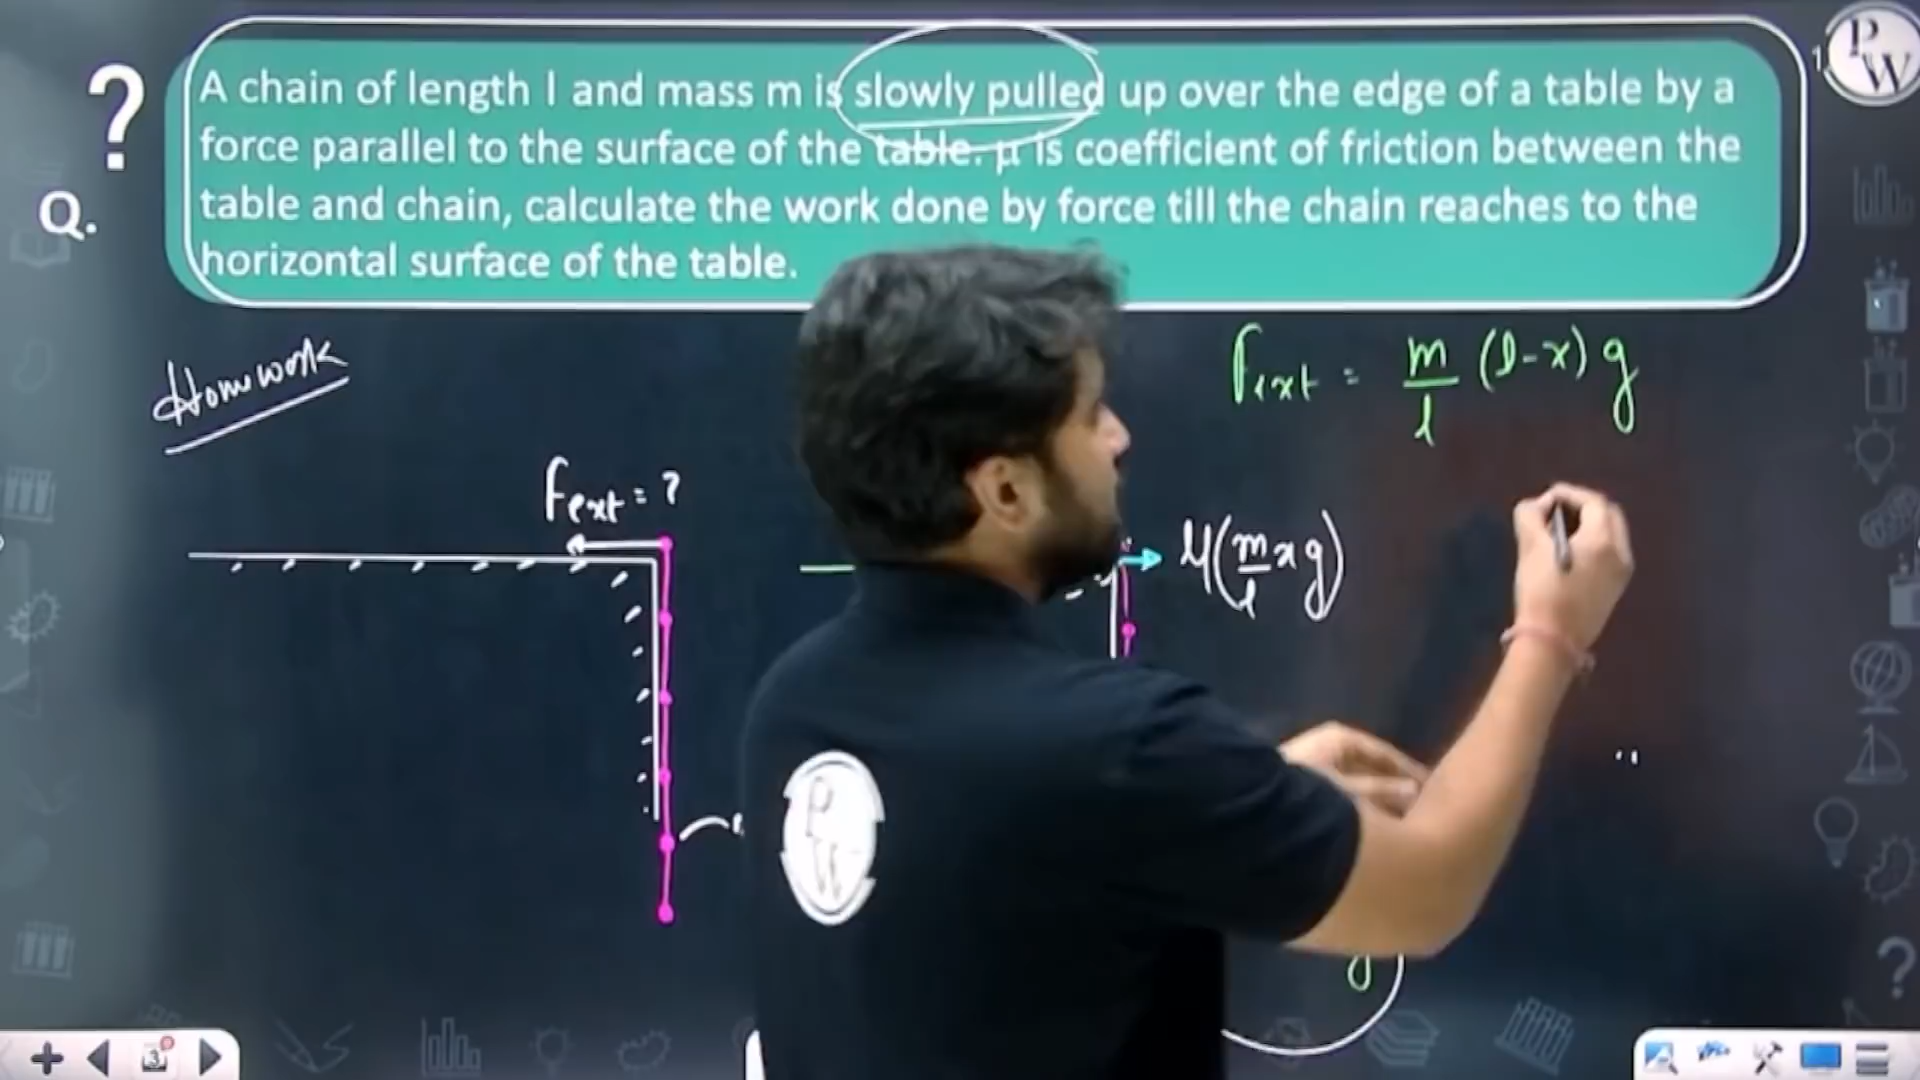 A chain of length l and mass m is slowly pulled up over the edge of a table by a
force parallel to the surface of the table. μ is coefficient of friction between the
table and chain, calculate the work done by force till the chain reaches to the
horizontal surface of the table.
?
Q.
P
W
Homework
Fext = m/l (l-x) g
Fext = ?
μ(m/l x g)
P
W
g
?
3